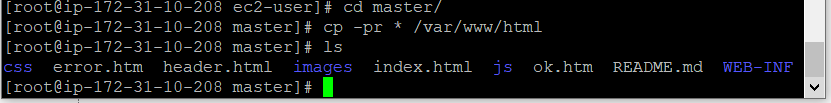 [root@ip-172-31-10-208 ec2-user]# cd master/
[root@ip-172-31-10-208 master]# cp -pr * /var/www/html
[root@ip-172-31-10-208 master]# ls
css error.htm header.html images index.html js ok.htm README.md WEB-INF
[root@ip-172-31-10-208 master]#